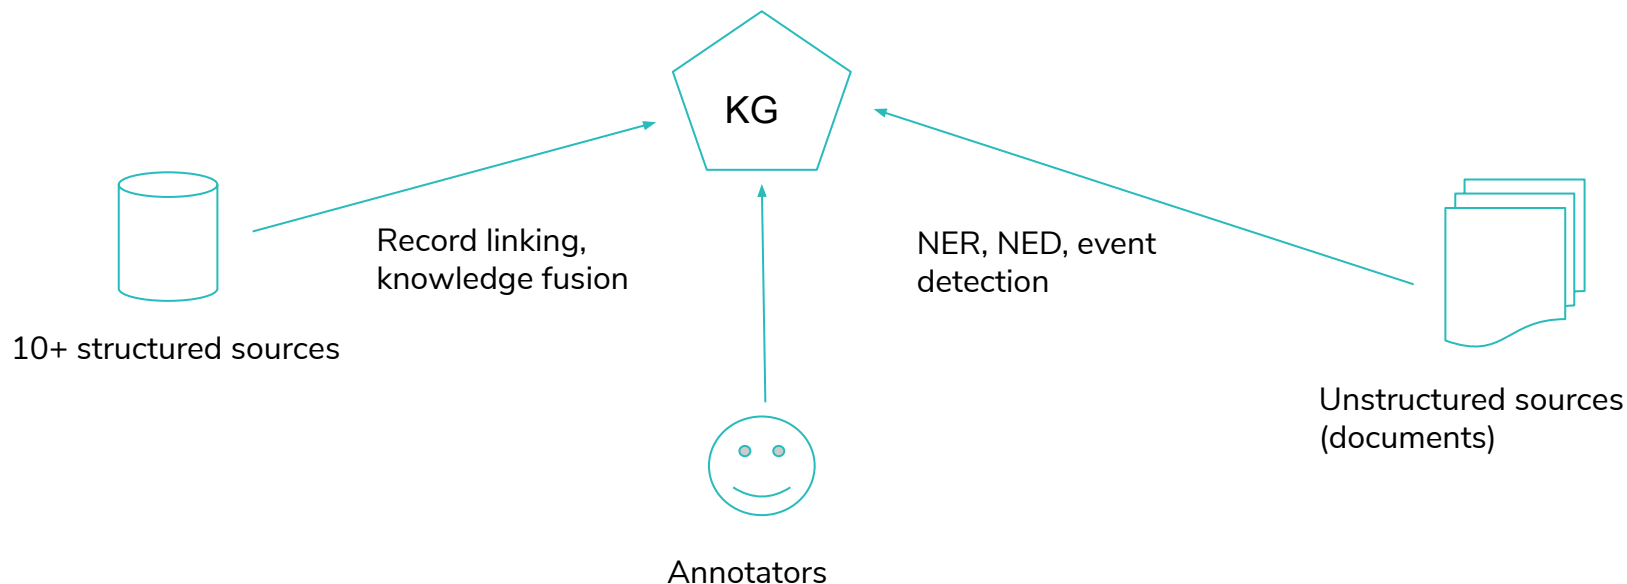 KG
Record linking,
knowledge fusion
NER, NED, event
detection
10+ structured sources
Unstructured sources
(documents)
Annotators